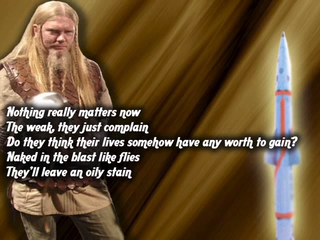 Nothing really matters now
The weak, they just complain
Do they think their lives somehow have any worth to gain?
Naked in the blast like flies
They'll leave an oily stain